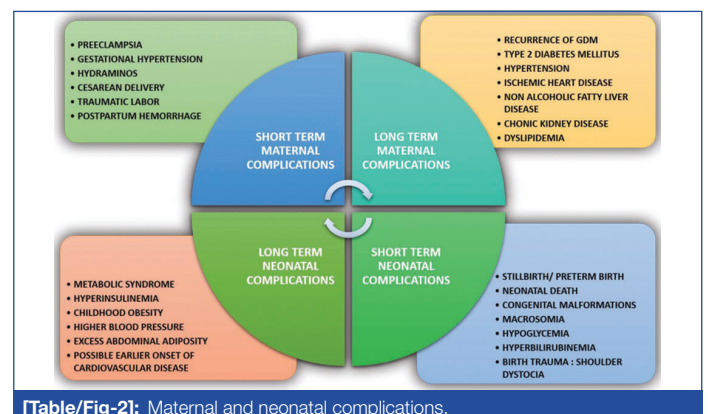 • PREECLAMPSIA
• GESTATIONAL HYPERTENSION
• HYDRAMINOS
• CESAREAN DELIVERY
• TRAUMATIC LABOR
• POSTPARTUM HEMORRHAGE
• RECURRENCE OF GDM
• TYPE 2 DIABETES MELLITUS
• HYPERTENSION
• ISCHEMIC HEART DISEASE
• NON ALCOHOLIC FATTY LIVER
DISEASE
• CHONIC KIDNEY DISEASE
• DYSLIPIDEMIA
SHORT TERM
MATERNAL
COMPLICATIONS
LONG TERM
MATERNAL
COMPLICATIONS
LONG TERM
NEONATAL
COMPLICATIONS
SHORT TERM
NEONATAL
COMPLICATIONS
• METABOLIC SYNDROME
• HYPERINSULINEMIA
• CHILDHOOD OBESITY
• HIGHER BLOOD PRESSURE
• EXCESS ABDOMINAL ADIPOSITY
• POSSIBLE EARLIER ONSET OF
CARDIOVASCULAR DISEASE
• STILLBIRTH/ PRETERM BIRTH
• NEONATAL DEATH
• CONGENITAL MALFORMATIONS
• MACROSOMIA
• HYPOGLYCEMIA
• HYPERBILIRUBINEMIA
• BIRTH TRAUMA : SHOULDER
DYSTOCIA
[Table/Fig-2]: Maternal and neonatal complications.